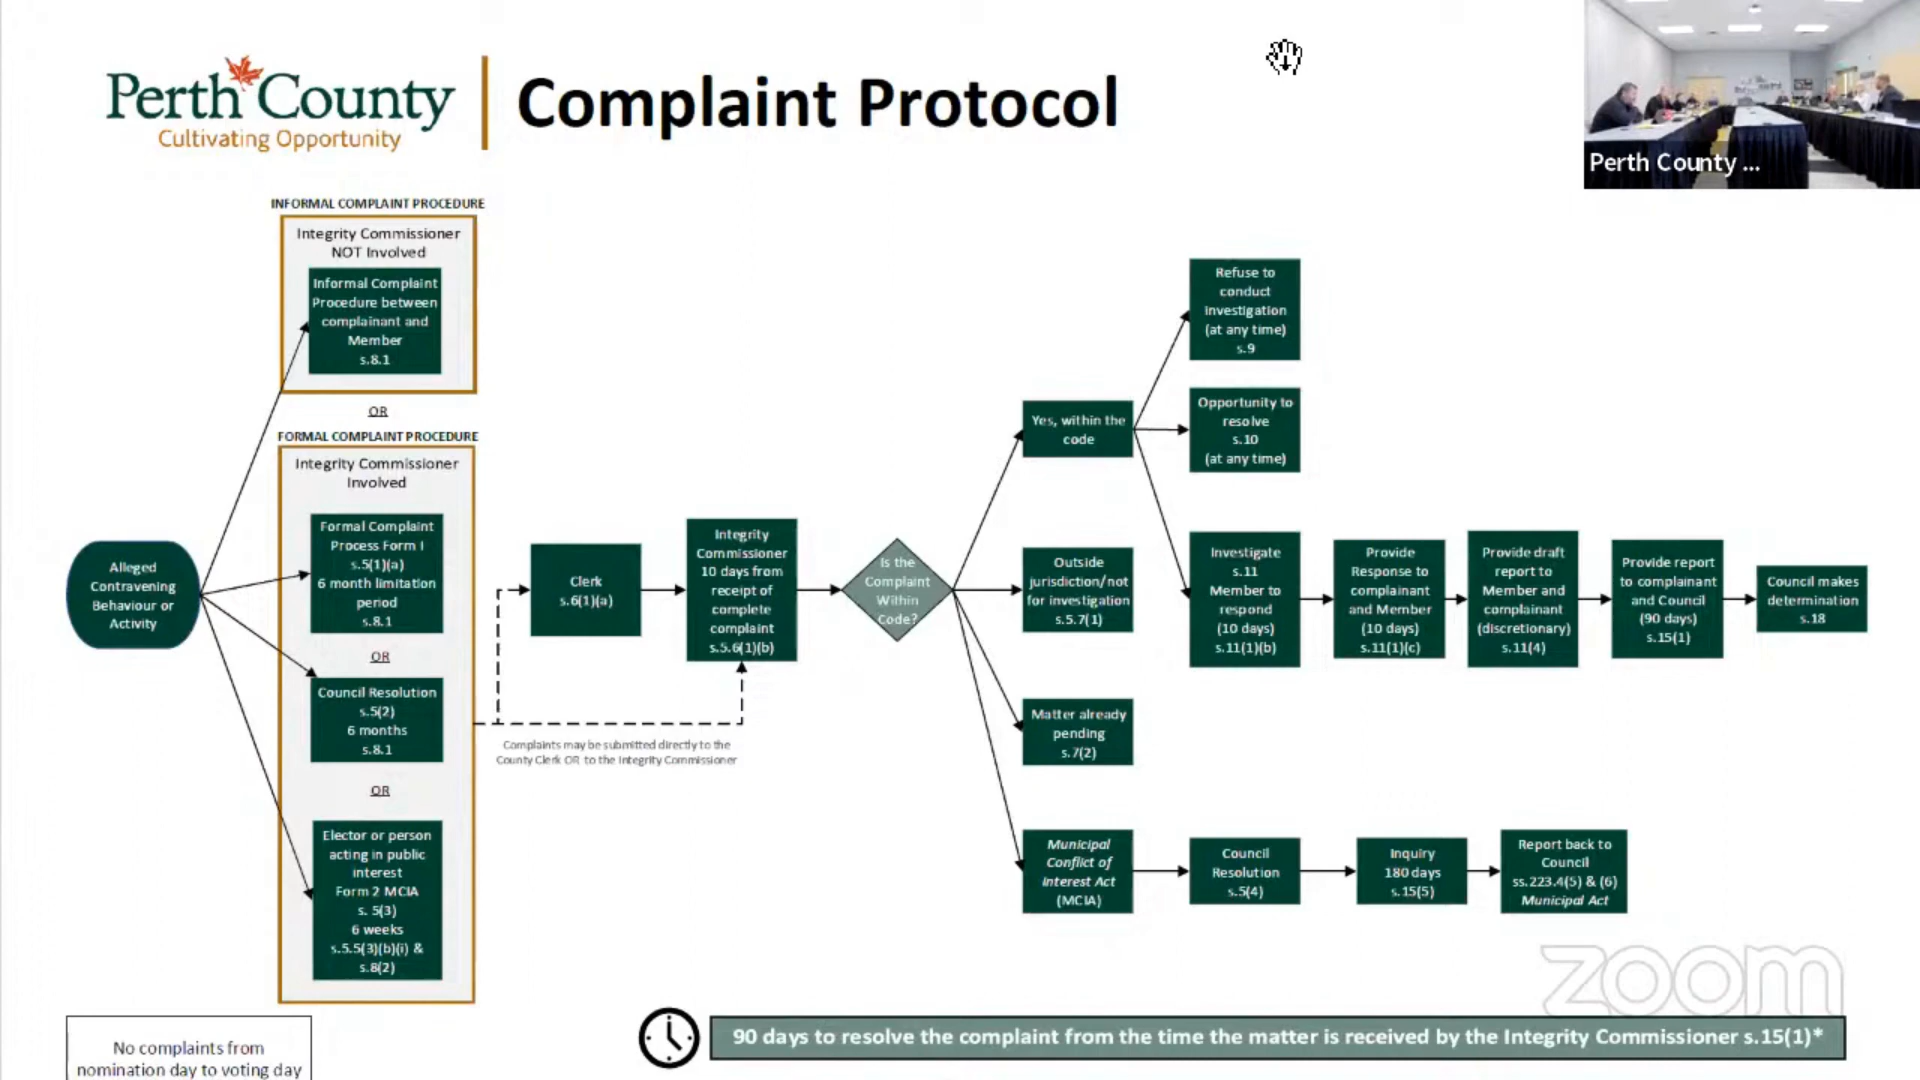 Perth County
Cultivating Opportunity
Complaint Protocol
Perth County ...
INFORMAL COMPLAINT PROCEDURE
Integrity Commissioner
NOT Involved
Informal Complaint
Procedure between
complainant and
Member
s.8.1
OR
FORMAL COMPLAINT PROCEDURE
Integrity Commissioner
Involved
Formal Complaint
Process Form I
s.5(1)(a)
6 month limitation
period
s.8.1
OR
Council Resolution
s.5(2)
6 months
s.8.1
OR
Elector or person
acting in public
interest
Form 2 MCIA
s. 5(3)
6 weeks
s.5.5(3)(b)(i) &
s.8(2)
Alleged
Contravening
Behaviour or
Activity
Clerk
s.6(1)(a)
Integrity
Commissioner
10 days from
receipt of
complete
complaint
s.5.6(1)(b)
Complaints may be submitted directly to the
County Clerk OR to the Integrity Commissioner
Is the
Complaint
Within
Code?
Yes, within the
code
Outside
jurisdiction/not
for investigation
s.5.7(1)
Matter already
pending
s.7(2)
Municipal
Conflict of
Interest Act
(MCIA)
Refuse to
conduct
investigation
(at any time)
s.9
Opportunity to
resolve
s.10
(at any time)
Investigate
s.11
Member to
respond
(10 days)
s.11(1)(b)
Provide
Response to
complainant
and Member
(10 days)
s.11(1)(c)
Provide draft
report to
Member and
complainant
(discretionary)
s.11(4)
Provide report
to complainant
and Council
(90 days)
s.15(1)
Council makes
determination
s.18
Council
Resolution
s.5(4)
Inquiry
180 days
s.15(5)
Report back to
Council
ss.223.4(5) & (6)
Municipal Act
zoom
No complaints from
nomination day to voting day
90 days to resolve the complaint from the time the matter is received by the Integrity Commissioner s.15(1)*